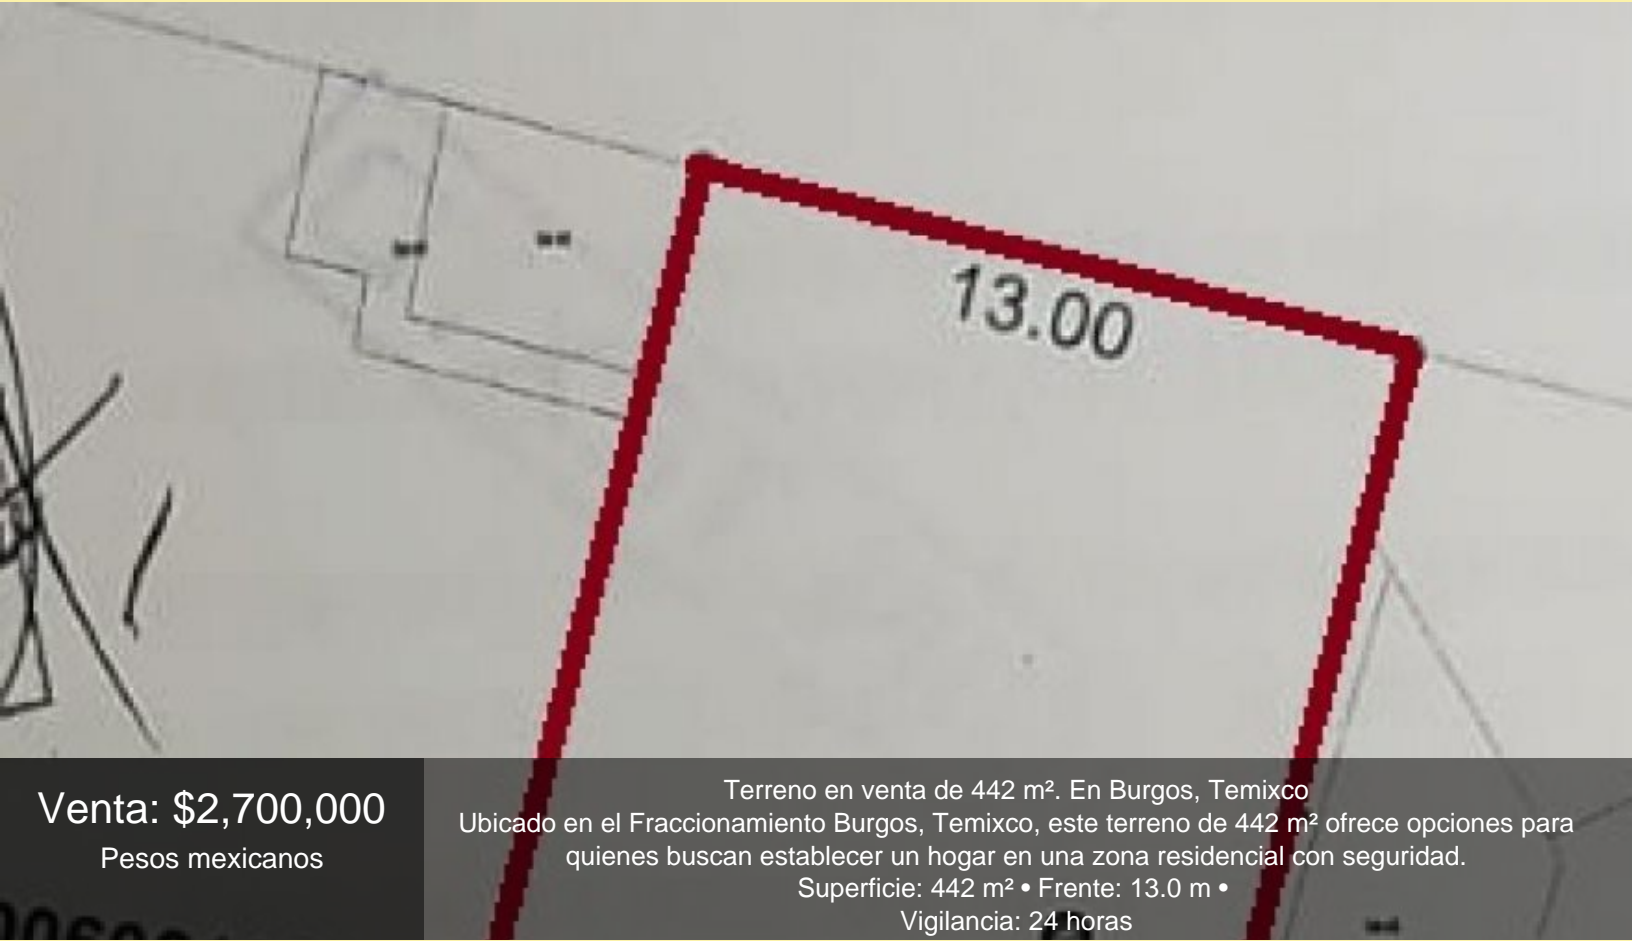 13.00
Venta: $2,700,000
Pesos mexicanos
Terreno en venta de 442 m². En Burgos, Temixco
Ubicado en el Fraccionamiento Burgos, Temixco, este terreno de 442 m² ofrece opciones para
quienes buscan establecer un hogar en una zona residencial con seguridad.
Superficie: 442 m² • Frente: 13.0 m •
Vigilancia: 24 horas